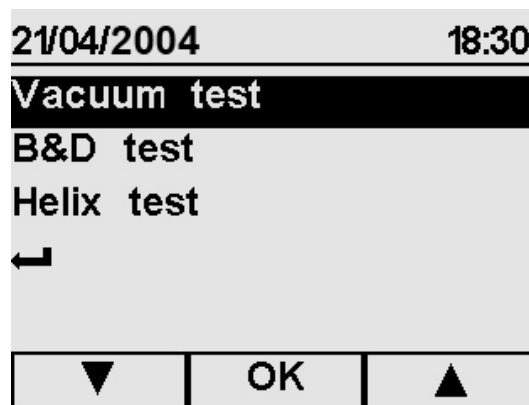 21/04/2004 18:30
Vacuum test
B&D test
Helix test
↵
▼ OK ▲